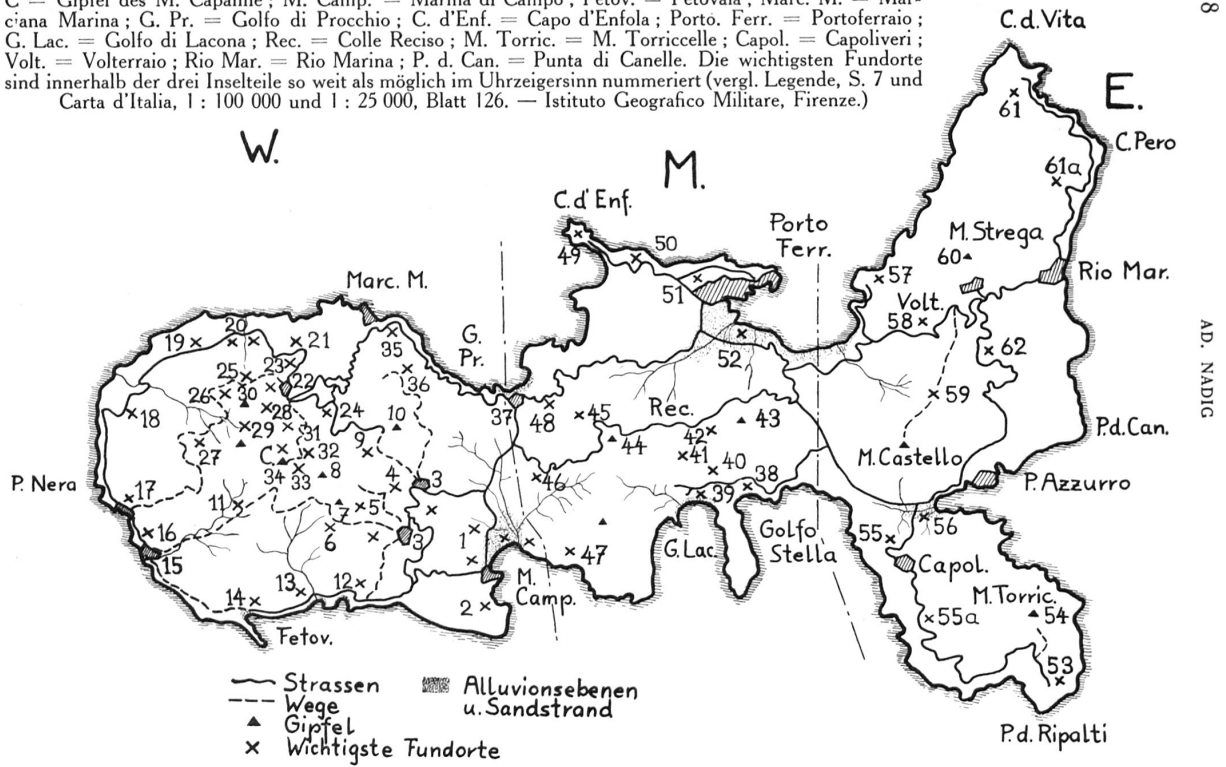 C = Gipfel des M. Capanne ; M. Camp. = Marina di Campo ; Fetov. = Fetovaia ; Marc. M. = Mar-
ciana Marina ; G. Pr. = Golfo di Procchio ; C. d'Enf. = Capo d'Enfola ; Porto. Ferr. = Portoferraio ;
G. Lac. = Golfo di Lacona ; Rec. = Colle Reciso ; M. Torric. = M. Torriccelle ; Capol. = Capoliveri ;
Volt. = Volterraio ; Rio Mar. = Rio Marina ; P. d. Can. = Punta di Canelle. Die wichtigsten Fundorte
sind innerhalb der drei Inselteile so weit als möglich im Uhrzeigersinn nummeriert (vergl. Legende, S. 7 und
Carta d'Italia, 1 : 100 000 und 1 : 25 000, Blatt 126. — Istituto Geografico Militare, Firenze.)
8
AD. NADIG
W.
M.
E.
C.d.Vita
61
C. Pero
61a
C.d'Enf.
49
50
Porto
Ferr.
M. Strega
60
57
Rio Mar.
51
Marc. M.
Volt.
58
G.
Pr.
19
20
21
35
52
62
25
23
22
36
26
30
59
18
28
24
10
37
48
45
Rec.
43
29
31
9
44
42
P.d.Can.
27
C
32
41
40
M.Castello
34
33
8
4
3
46
38
P. Azzurro
P. Nera
17
11
7
5
39
16
6
3
1
47
G.Lac.
Golfo
Stella
55
56
15
Capol.
14
13
12
2
M.
Camp.
M.Torric.
55a
54
Fetov.
53
Strassen
Wege
Gipfel
Wichtigste Fundorte
Alluvionsebenen
u. Sandstrand
P.d.Ripalti